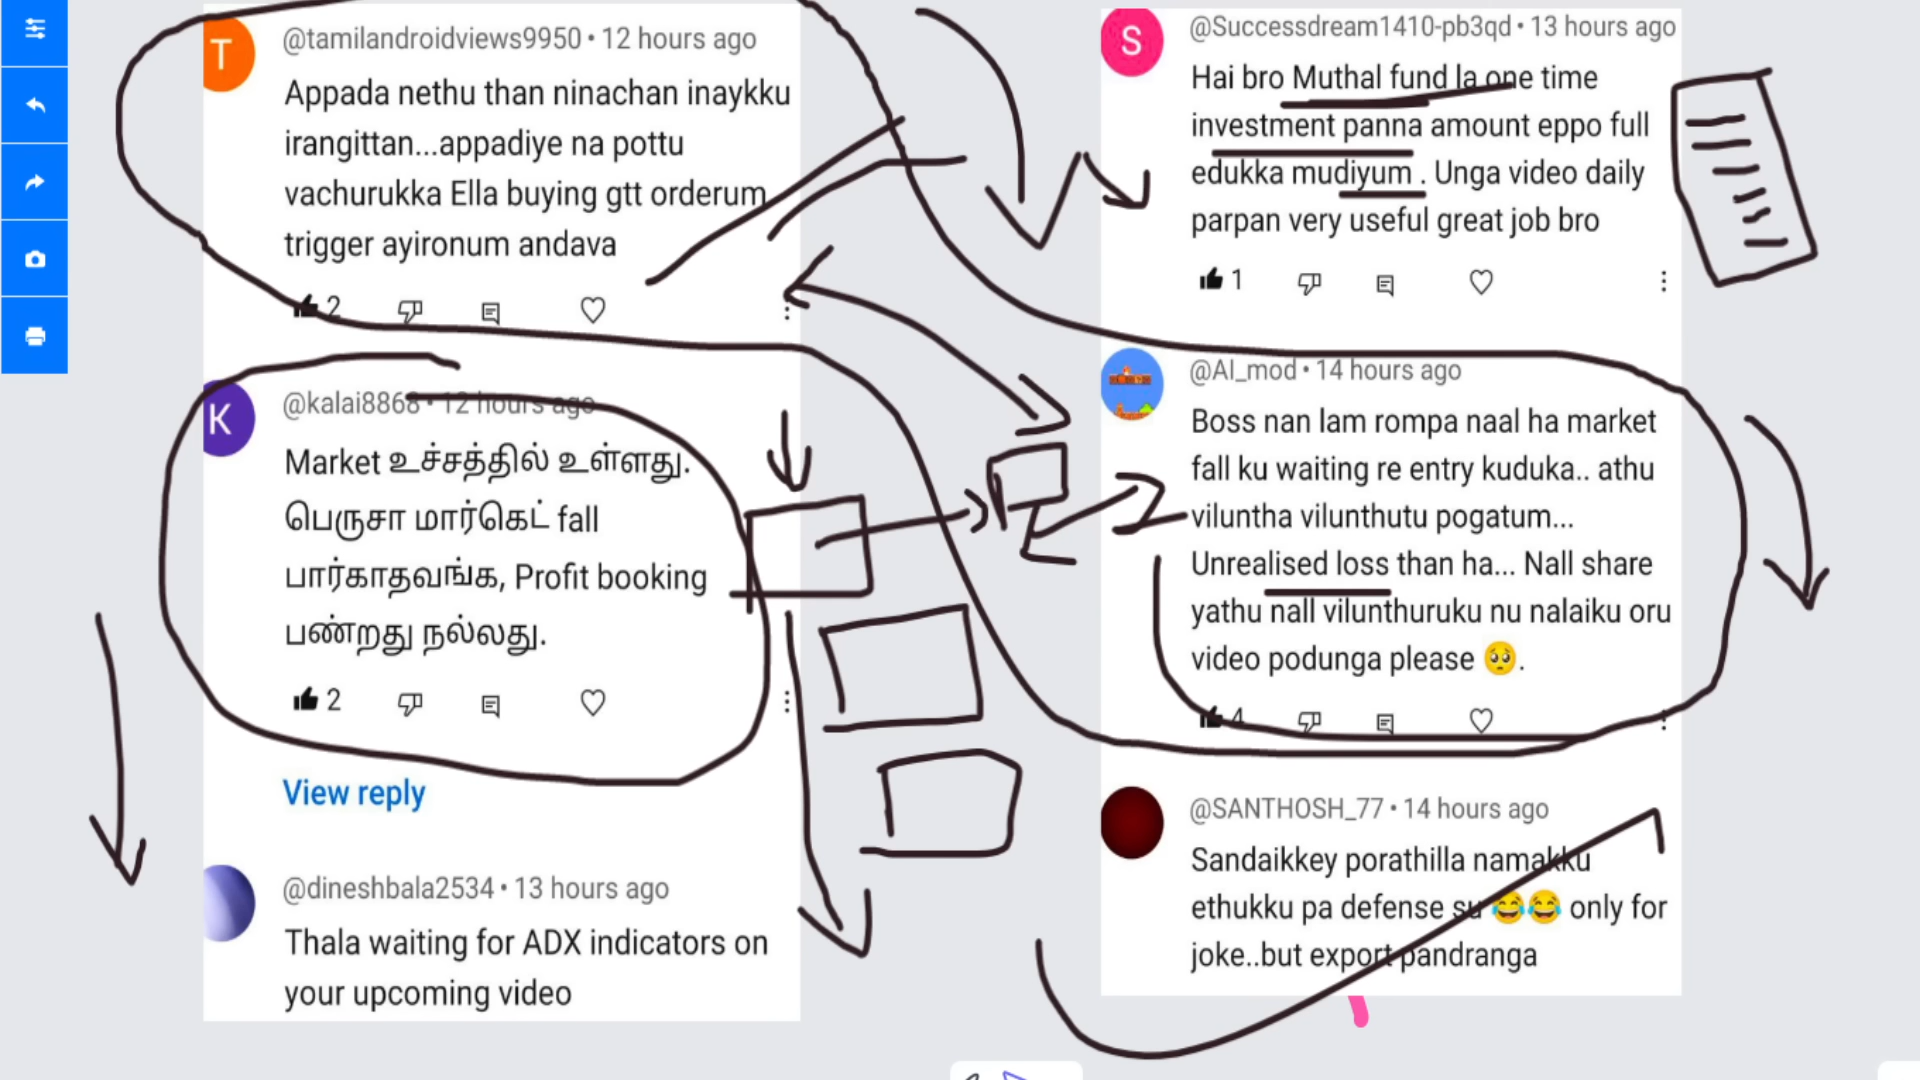 T
@tamilandroidviews9950 • 12 hours ago
Appada nethu than ninachan inaykku
irangittan...appadiye na pottu
vachurukka Ella buying gtt orderum
trigger ayironum andava
2
K
@kalai8868 • 12 hours ago
Market உச்சத்தில் உள்ளது.
பெருசா மார்கெட் fall
பார்காதவங்க, Profit booking
பண்றது நல்லது.
2
View reply
@dineshbala2534 • 13 hours ago
Thala waiting for ADX indicators on
your upcoming video
S
@Successdream1410-pb3qd • 13 hours ago
Hai bro Muthal fund la one time
investment panna amount eppo full
edukka mudiyum . Unga video daily
parpan very useful great job bro
1
@Al_mod • 14 hours ago
Boss nan lam rompa naal ha market
fall ku waiting re entry kuduka.. athu
viluntha vilunthutu pogatum...
Unrealised loss than ha... Nall share
yathu nall vilunthuruku nu nalaiku oru
video podunga please 🥺.
4
@SANTHOSH_77 • 14 hours ago
Sandaikkey porathilla namakku
ethukku pa defense su 😂😂 only for
joke..but export pandranga